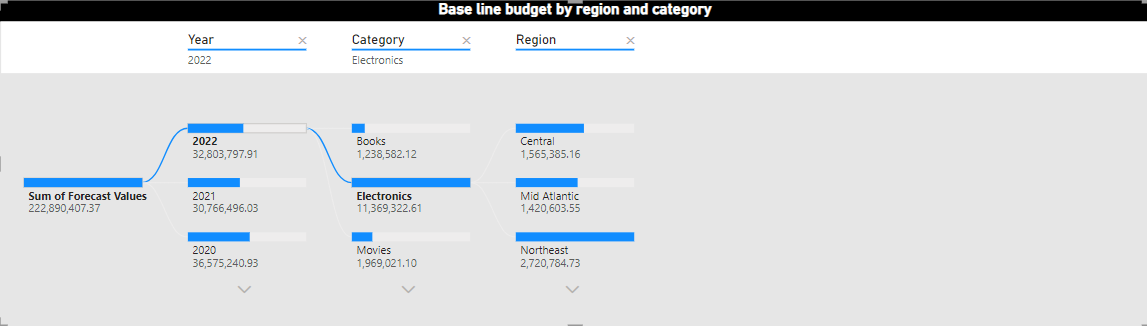 Base line budget by region and category
Year
2022
Category
Electronics
Region
Sum of Forecast Values
222,890,407.37
2022
32,803,797.91
2021
30,766,496.03
2020
36,575,240.93
Books
1,238,582.12
Electronics
11,369,322.61
Movies
1,969,021.10
Central
1,565,385.16
Mid Atlantic
1,420,603.55
Northeast
2,720,784.73